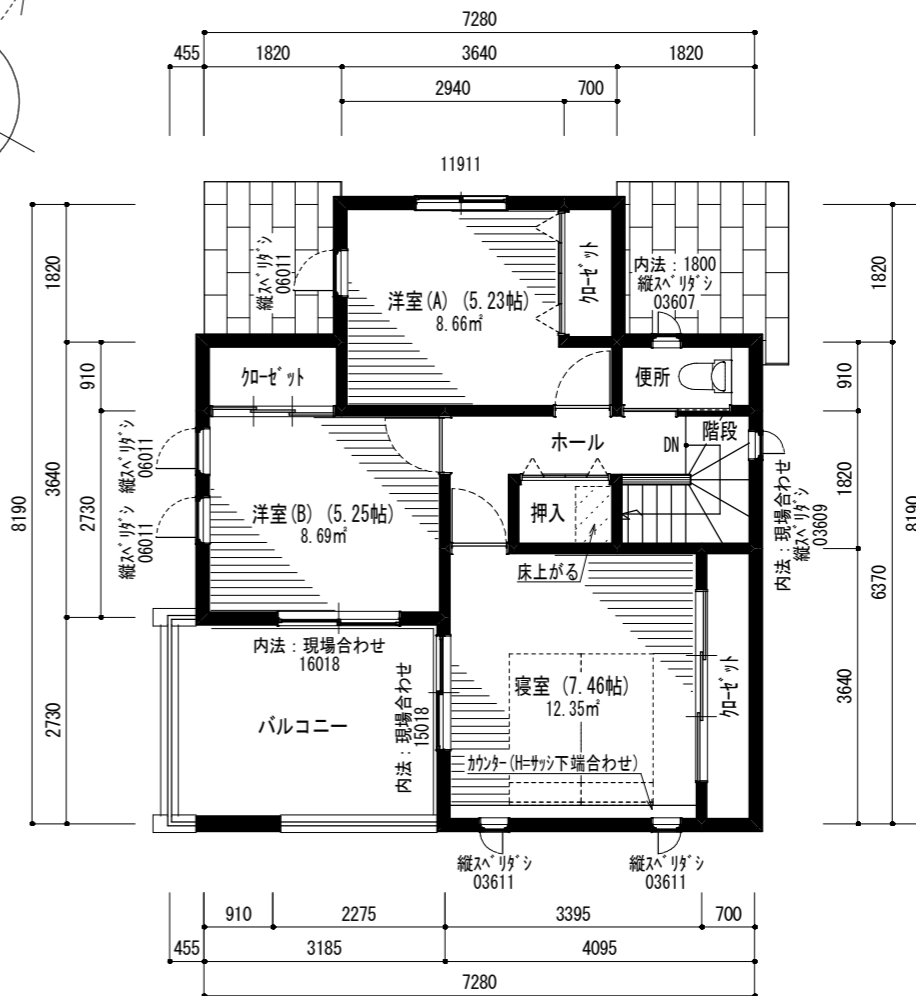 7280
455
1820
3640
1820
2940
700
11911
8190
1820
910
3640
2730
2730
縦スベリダシ
06011
洋室(A) (5.23帖)
8.66㎡
クローゼット
内法：1800
縦スベリダシ
03607
1820
910
1820
6370
3640
8190
クローゼット
便所
ホール
DN
階段
縦スベリダシ
06011
縦スベリダシ
06011
洋室(B) (5.25帖)
8.69㎡
押入
床上がる
内法：現場合わせ
縦スベリダシ
03609
内法：現場合わせ
16018
内法：現場合わせ
15018
バルコニー
寝室 (7.46帖)
12.35㎡
クローゼット
カウンター(H=サッシ下端合わせ)
縦スベリダシ
03611
縦スベリダシ
03611
910
2275
3395
700
455
3185
4095
7280